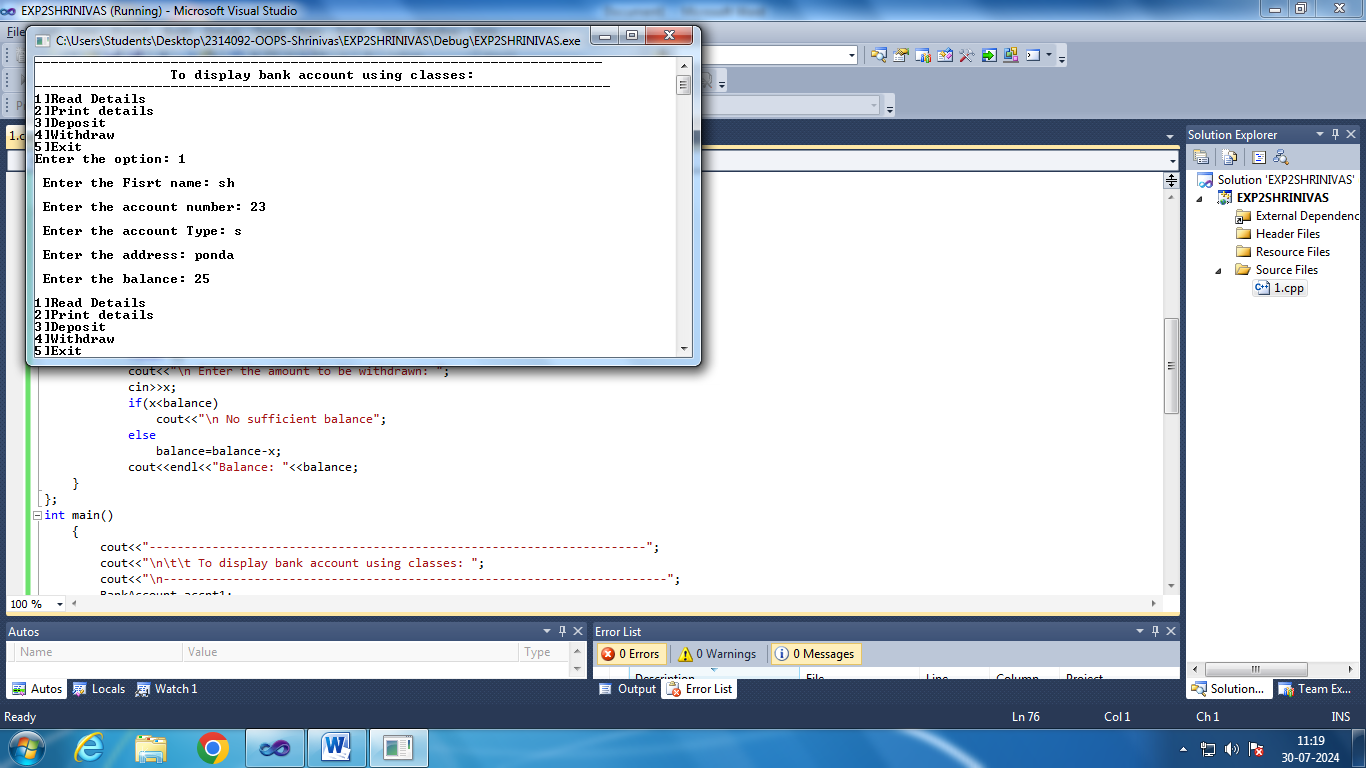 EXP2SHRINIVAS (Running) - Microsoft Visual Studio
C:\Users\Students\Desktop\2314092-OOPS-Shrinivas\EXP2SHRINIVAS\Debug\EXP2SHRINIVAS.exe
-----------------------------------------------------------------------
To display bank account using classes:
------------------------------------------------------------------------
1]Read Details
2]Print details
3]Deposit
4]Withdraw
5]Exit
Enter the option: 1
Enter the Fisrt name: sh
Enter the account number: 23
Enter the account Type: s
Enter the address: ponda
Enter the balance: 25
1]Read Details
2]Print details
3]Deposit
4]Withdraw
5]Exit
cout<<"\n Enter the amount to be withdrawn: ";
cin>>x;
if(x<balance)
cout<<"\n No sufficient balance";
else
balance=balance-x;
cout<<endl<<"Balance: "<<balance;
}
};
int main()
{
cout<<"-----------------------------------------------------------------------";
cout<<"\n\t\t To display bank account using classes: ";
cout<<"\n------------------------------------------------------------------------";
BankAccount accnt1;
100 %
Solution Explorer
Solution 'EXP2SHRINIVAS'
EXP2SHRINIVAS
External Dependenc
Header Files
Resource Files
Source Files
1.cpp
Solution...
Team Ex...
Autos
Name Value Type
Autos Locals Watch 1
Error List
0 Errors 0 Warnings 0 Messages
Description File Line Column Project
Output Error List
Ready Ln 76 Col 1 Ch 1 INS
11:19
30-07-2024